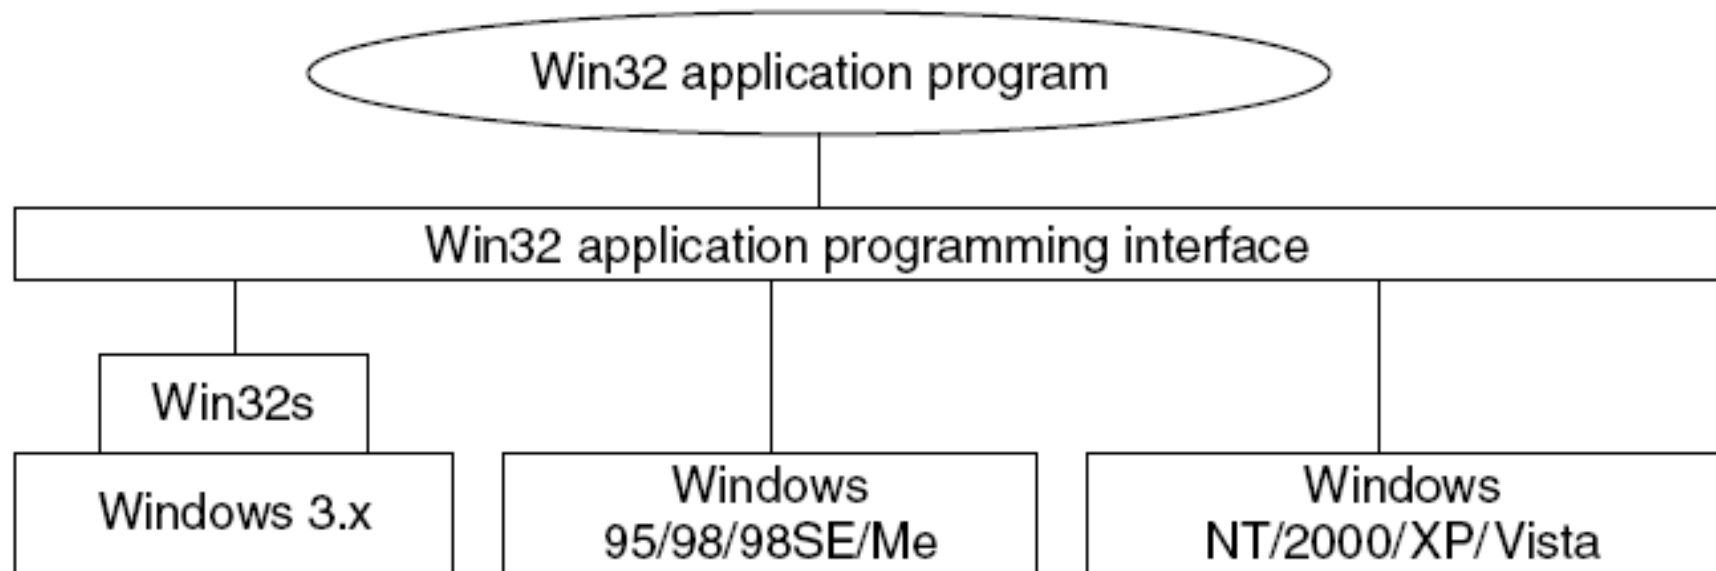 Win32 application program
Win32 application programming interface
Win32s
Windows 3.x
Windows
95/98/98SE/Me
Windows
NT/2000/XP/Vista